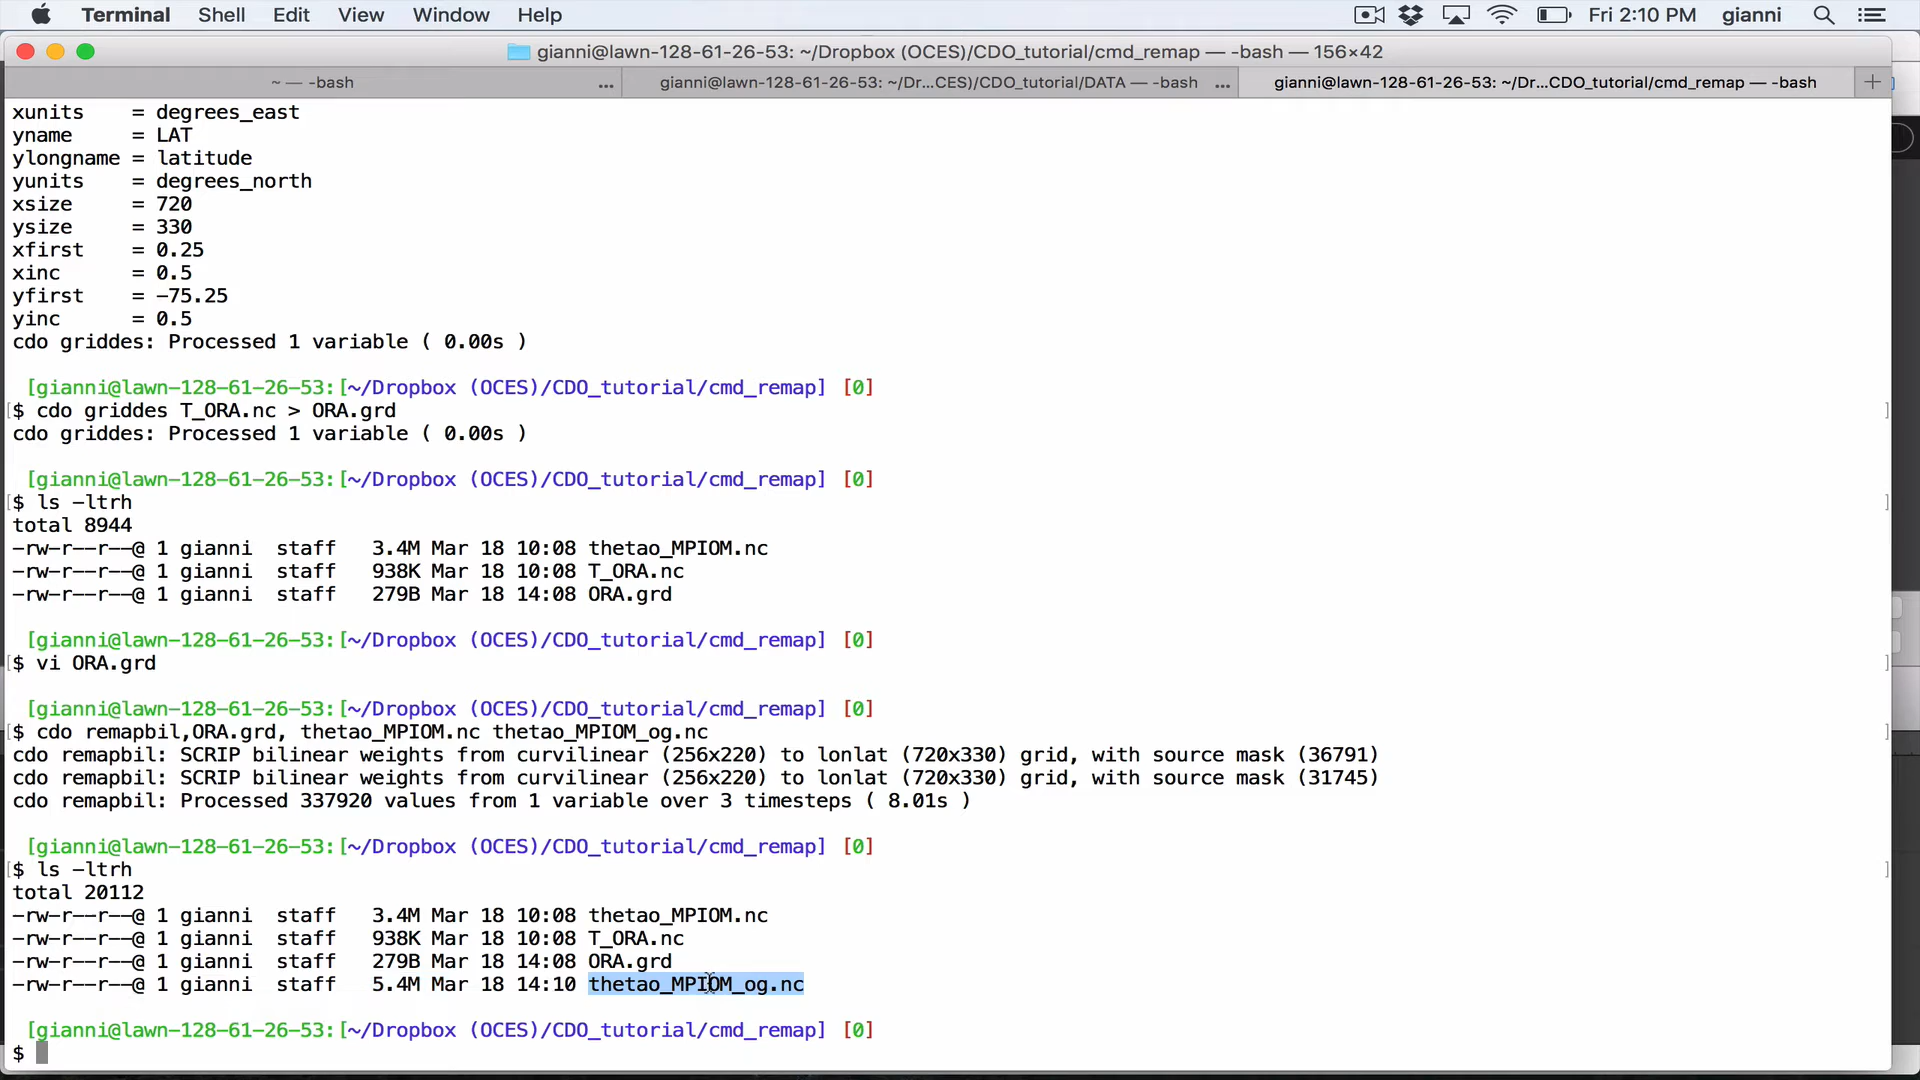 Terminal Shell Edit View Window Help Fri 2:10 PM gianni
gianni@lawn-128-61-26-53: ~/Dropbox (OCES)/CDO_tutorial/cmd_remap — -bash — 156×42
~ — -bash ... gianni@lawn-128-61-26-53: ~/Dr...CES)/CDO_tutorial/DATA — -bash ... gianni@lawn-128-61-26-53: ~/Dr...CDO_tutorial/cmd_remap — -bash +
xunits    = degrees_east
yname     = LAT
ylongname = latitude
yunits    = degrees_north
xsize     = 720
ysize     = 330
xfirst    = 0.25
xinc      = 0.5
yfirst    = -75.25
yinc      = 0.5
cdo griddes: Processed 1 variable ( 0.00s )
[gianni@lawn-128-61-26-53:[~/Dropbox (OCES)/CDO_tutorial/cmd_remap] [0]
[$ cdo griddes T_ORA.nc > ORA.grd ]
cdo griddes: Processed 1 variable ( 0.00s )
[gianni@lawn-128-61-26-53:[~/Dropbox (OCES)/CDO_tutorial/cmd_remap] [0]
[$ ls -ltrh ]
total 8944
-rw-r--r--@ 1 gianni  staff   3.4M Mar 18 10:08 thetao_MPIOM.nc
-rw-r--r--@ 1 gianni  staff   938K Mar 18 10:08 T_ORA.nc
-rw-r--r--@ 1 gianni  staff   279B Mar 18 14:08 ORA.grd
[gianni@lawn-128-61-26-53:[~/Dropbox (OCES)/CDO_tutorial/cmd_remap] [0]
[$ vi ORA.grd ]
[gianni@lawn-128-61-26-53:[~/Dropbox (OCES)/CDO_tutorial/cmd_remap] [0]
[$ cdo remapbil,ORA.grd, thetao_MPIOM.nc thetao_MPIOM_og.nc ]
cdo remapbil: SCRIP bilinear weights from curvilinear (256x220) to lonlat (720x330) grid, with source mask (36791)
cdo remapbil: SCRIP bilinear weights from curvilinear (256x220) to lonlat (720x330) grid, with source mask (31745)
cdo remapbil: Processed 337920 values from 1 variable over 3 timesteps ( 8.01s )
[gianni@lawn-128-61-26-53:[~/Dropbox (OCES)/CDO_tutorial/cmd_remap] [0]
[$ ls -ltrh ]
total 20112
-rw-r--r--@ 1 gianni  staff   3.4M Mar 18 10:08 thetao_MPIOM.nc
-rw-r--r--@ 1 gianni  staff   938K Mar 18 10:08 T_ORA.nc
-rw-r--r--@ 1 gianni  staff   279B Mar 18 14:08 ORA.grd
-rw-r--r--@ 1 gianni  staff   5.4M Mar 18 14:10 thetao_MPIOM_og.nc
[gianni@lawn-128-61-26-53:[~/Dropbox (OCES)/CDO_tutorial/cmd_remap] [0]
$